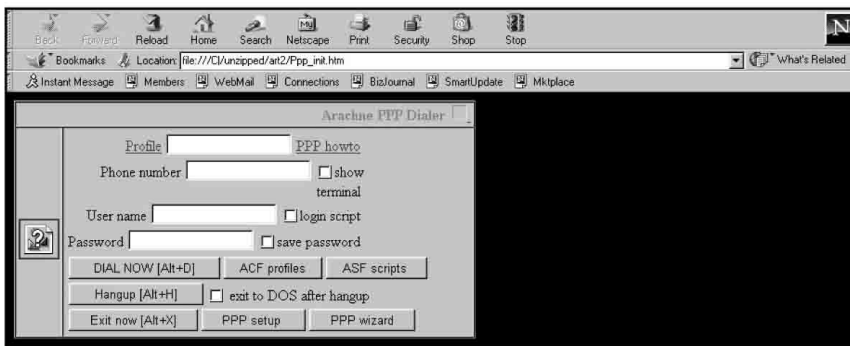 Back Forward Reload Home Search Netscape Print Security Shop Stop
My
N
Bookmarks Location: file:///C|/unzipped/art2/Ppp_init.htm What's Related
Instant Message Members WebMail Connections BizJournal SmartUpdate Mktplace
Arachne PPP Dialer
Profile PPP howto
Phone number show
terminal
User name login script
Password save password
DIAL NOW [Alt+D] ACF profiles ASF scripts
Hangup [Alt+H] exit to DOS after hangup
Exit now [Alt+X] PPP setup PPP wizard